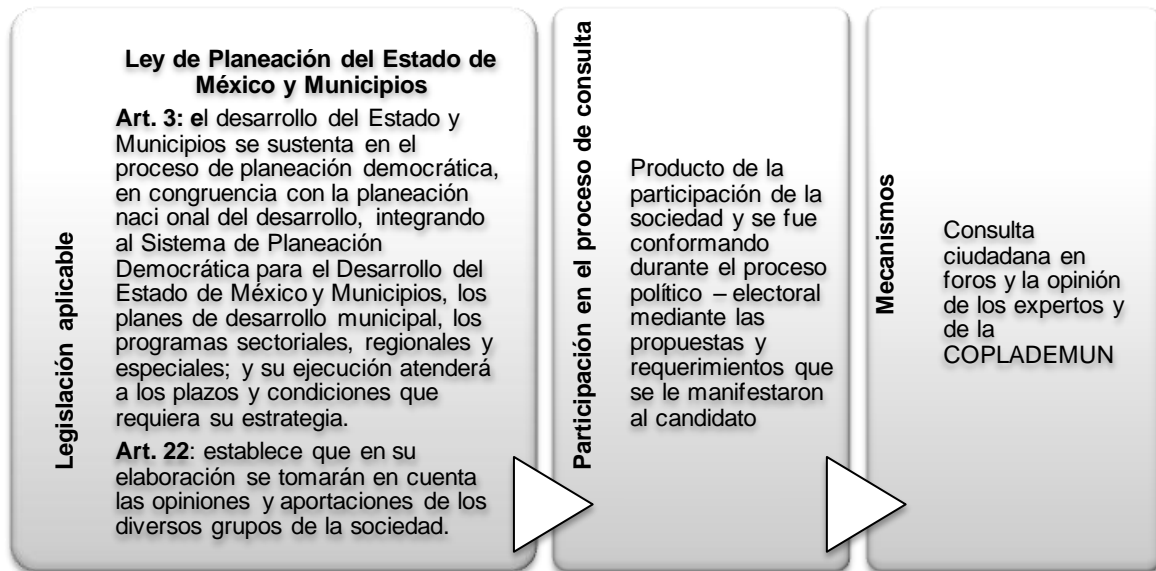 Legislación aplicable
Ley de Planeación del Estado de
México y Municipios
Art. 3: el desarrollo del Estado y
Municipios se sustenta en el
proceso de planeación democrática,
en congruencia con la planeación
naci onal del desarrollo, integrando
al Sistema de Planeación
Democrática para el Desarrollo del
Estado de México y Municipios, los
planes de desarrollo municipal, los
programas sectoriales, regionales y
especiales; y su ejecución atenderá
a los plazos y condiciones que
requiera su estrategia.
Art. 22: establece que en su
elaboración se tomarán en cuenta
las opiniones y aportaciones de los
diversos grupos de la sociedad.
Participación en el proceso de consulta
Producto de la
participación de la
sociedad y se fue
conformando
durante el proceso
político – electoral
mediante las
propuestas y
requerimientos que
se le manifestaron
al candidato
Mecanismos
Consulta
ciudadana en
foros y la opinión
de los expertos y
de la
COPLADEMUN